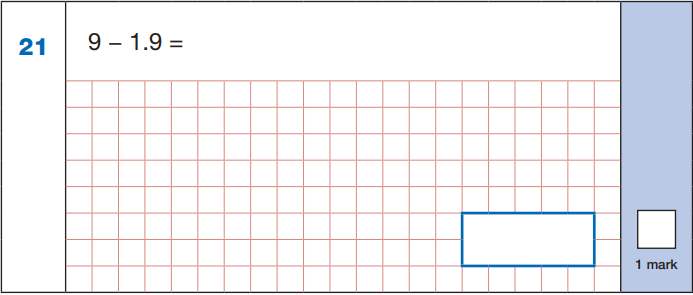 21
9 – 1.9 =
1 mark